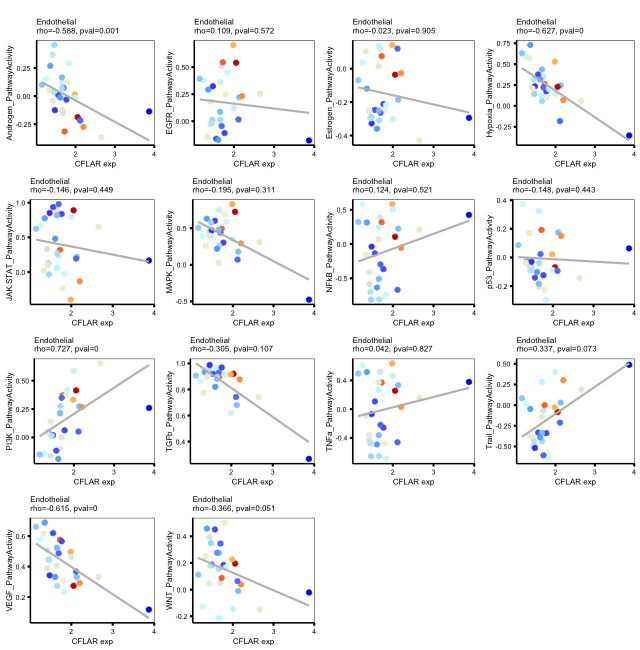 Endothelial
rho=-0.588, pval=0.001
Androgen_PathwayActivity
0.50
0.25
0.00
-0.25
2
3
4
CFLAR exp
Endothelial
rho=0.109, pval=0.572
EGFR_PathwayActivity
0.50
0.25
0.00
2
3
4
CFLAR exp
Endothelial
rho=-0.023, pval=0.905
Estrogen_PathwayActivity
0.0
-0.2
-0.4
2
3
4
CFLAR exp
Endothelial
rho=-0.627, pval=0
Hypoxia_PathwayActivity
0.75
0.50
0.25
0.00
-0.25
2
3
4
CFLAR exp
Endothelial
rho=-0.146, pval=0.449
JAK-STAT_PathwayActivity
1.0
0.5
0.0
-0.4
2
3
4
CFLAR exp
Endothelial
rho=-0.195, pval=0.311
MAPK_PathwayActivity
0.5
0.0
-0.5
2
3
4
CFLAR exp
Endothelial
rho=0.124, pval=0.521
NFkB_PathwayActivity
0.5
0.0
-0.5
2
3
4
CFLAR exp
Endothelial
rho=-0.148, pval=0.443
p53_PathwayActivity
0.4
0.2
0.0
-0.2
2
3
4
CFLAR exp
Endothelial
rho=0.727, pval=0
PI3K_PathwayActivity
0.50
0.25
0.00
2
3
4
CFLAR exp
Endothelial
rho=-0.305, pval=0.107
TGFb_PathwayActivity
1.0
0.8
0.6
0.4
2
3
4
CFLAR exp
Endothelial
rho=0.042, pval=0.827
TNFa_PathwayActivity
0.4
0.0
-0.4
2
3
4
CFLAR exp
Endothelial
rho=0.337, pval=0.073
Trail_PathwayActivity
0.50
0.25
0.00
-0.25
-0.50
2
3
4
CFLAR exp
Endothelial
rho=-0.615, pval=0
VEGF_PathwayActivity
0.6
0.4
0.2
2
3
4
CFLAR exp
Endothelial
rho=-0.366, pval=0.051
WNT_PathwayActivity
0.4
0.2
0.0
-0.2
2
3
4
CFLAR exp